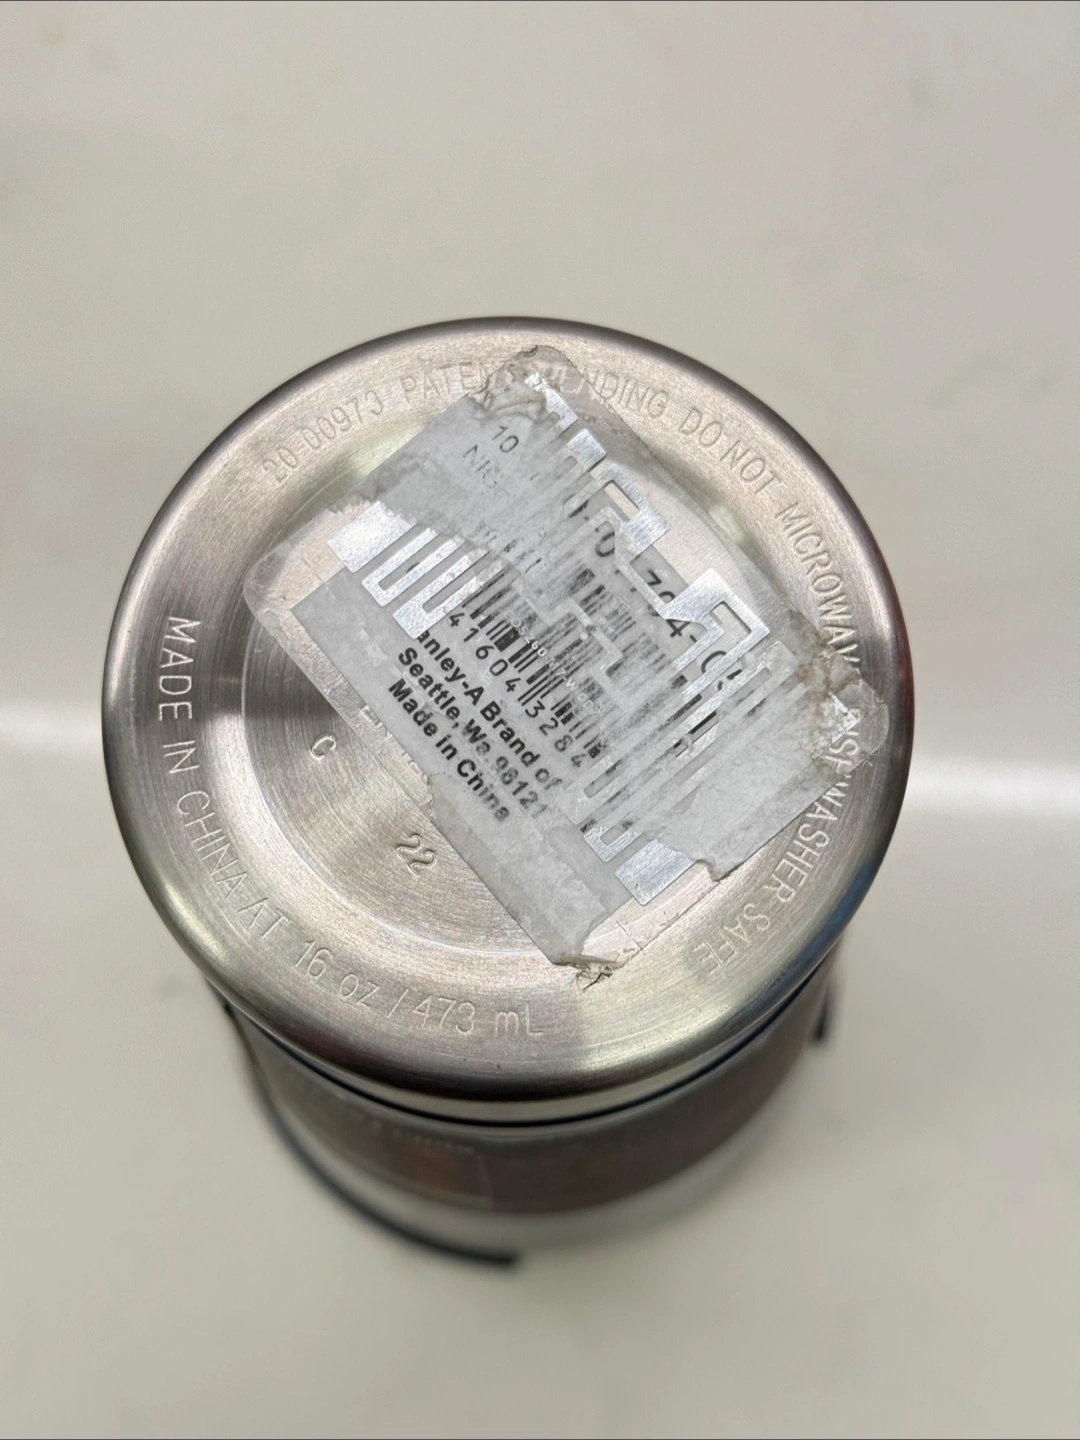 20-00973 PATENT PENDING DO NOT MICROWAVE DISHWASHER SAFE
MADE IN CHINA-AT 16 oz / 473 mL
C
22
10
41604 3284
anley-A Brand of
Seattle, Wa 98121
Made in China